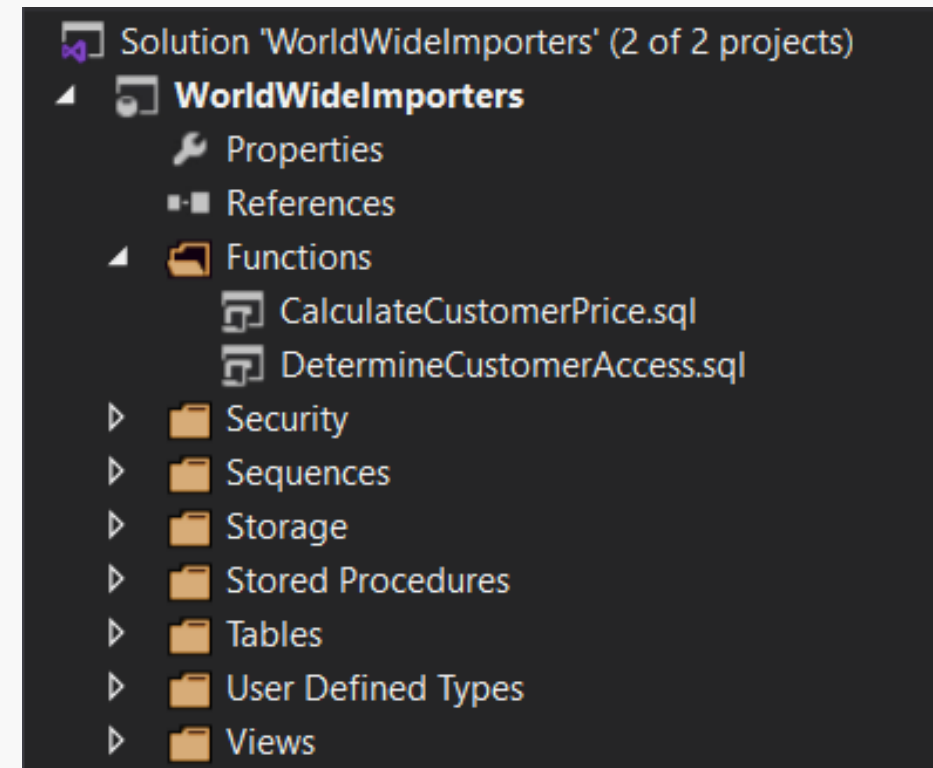 Solution 'WorldWideImporters' (2 of 2 projects)
WorldWideImporters
Properties
References
Functions
CalculateCustomerPrice.sql
DetermineCustomerAccess.sql
Security
Sequences
Storage
Stored Procedures
Tables
User Defined Types
Views